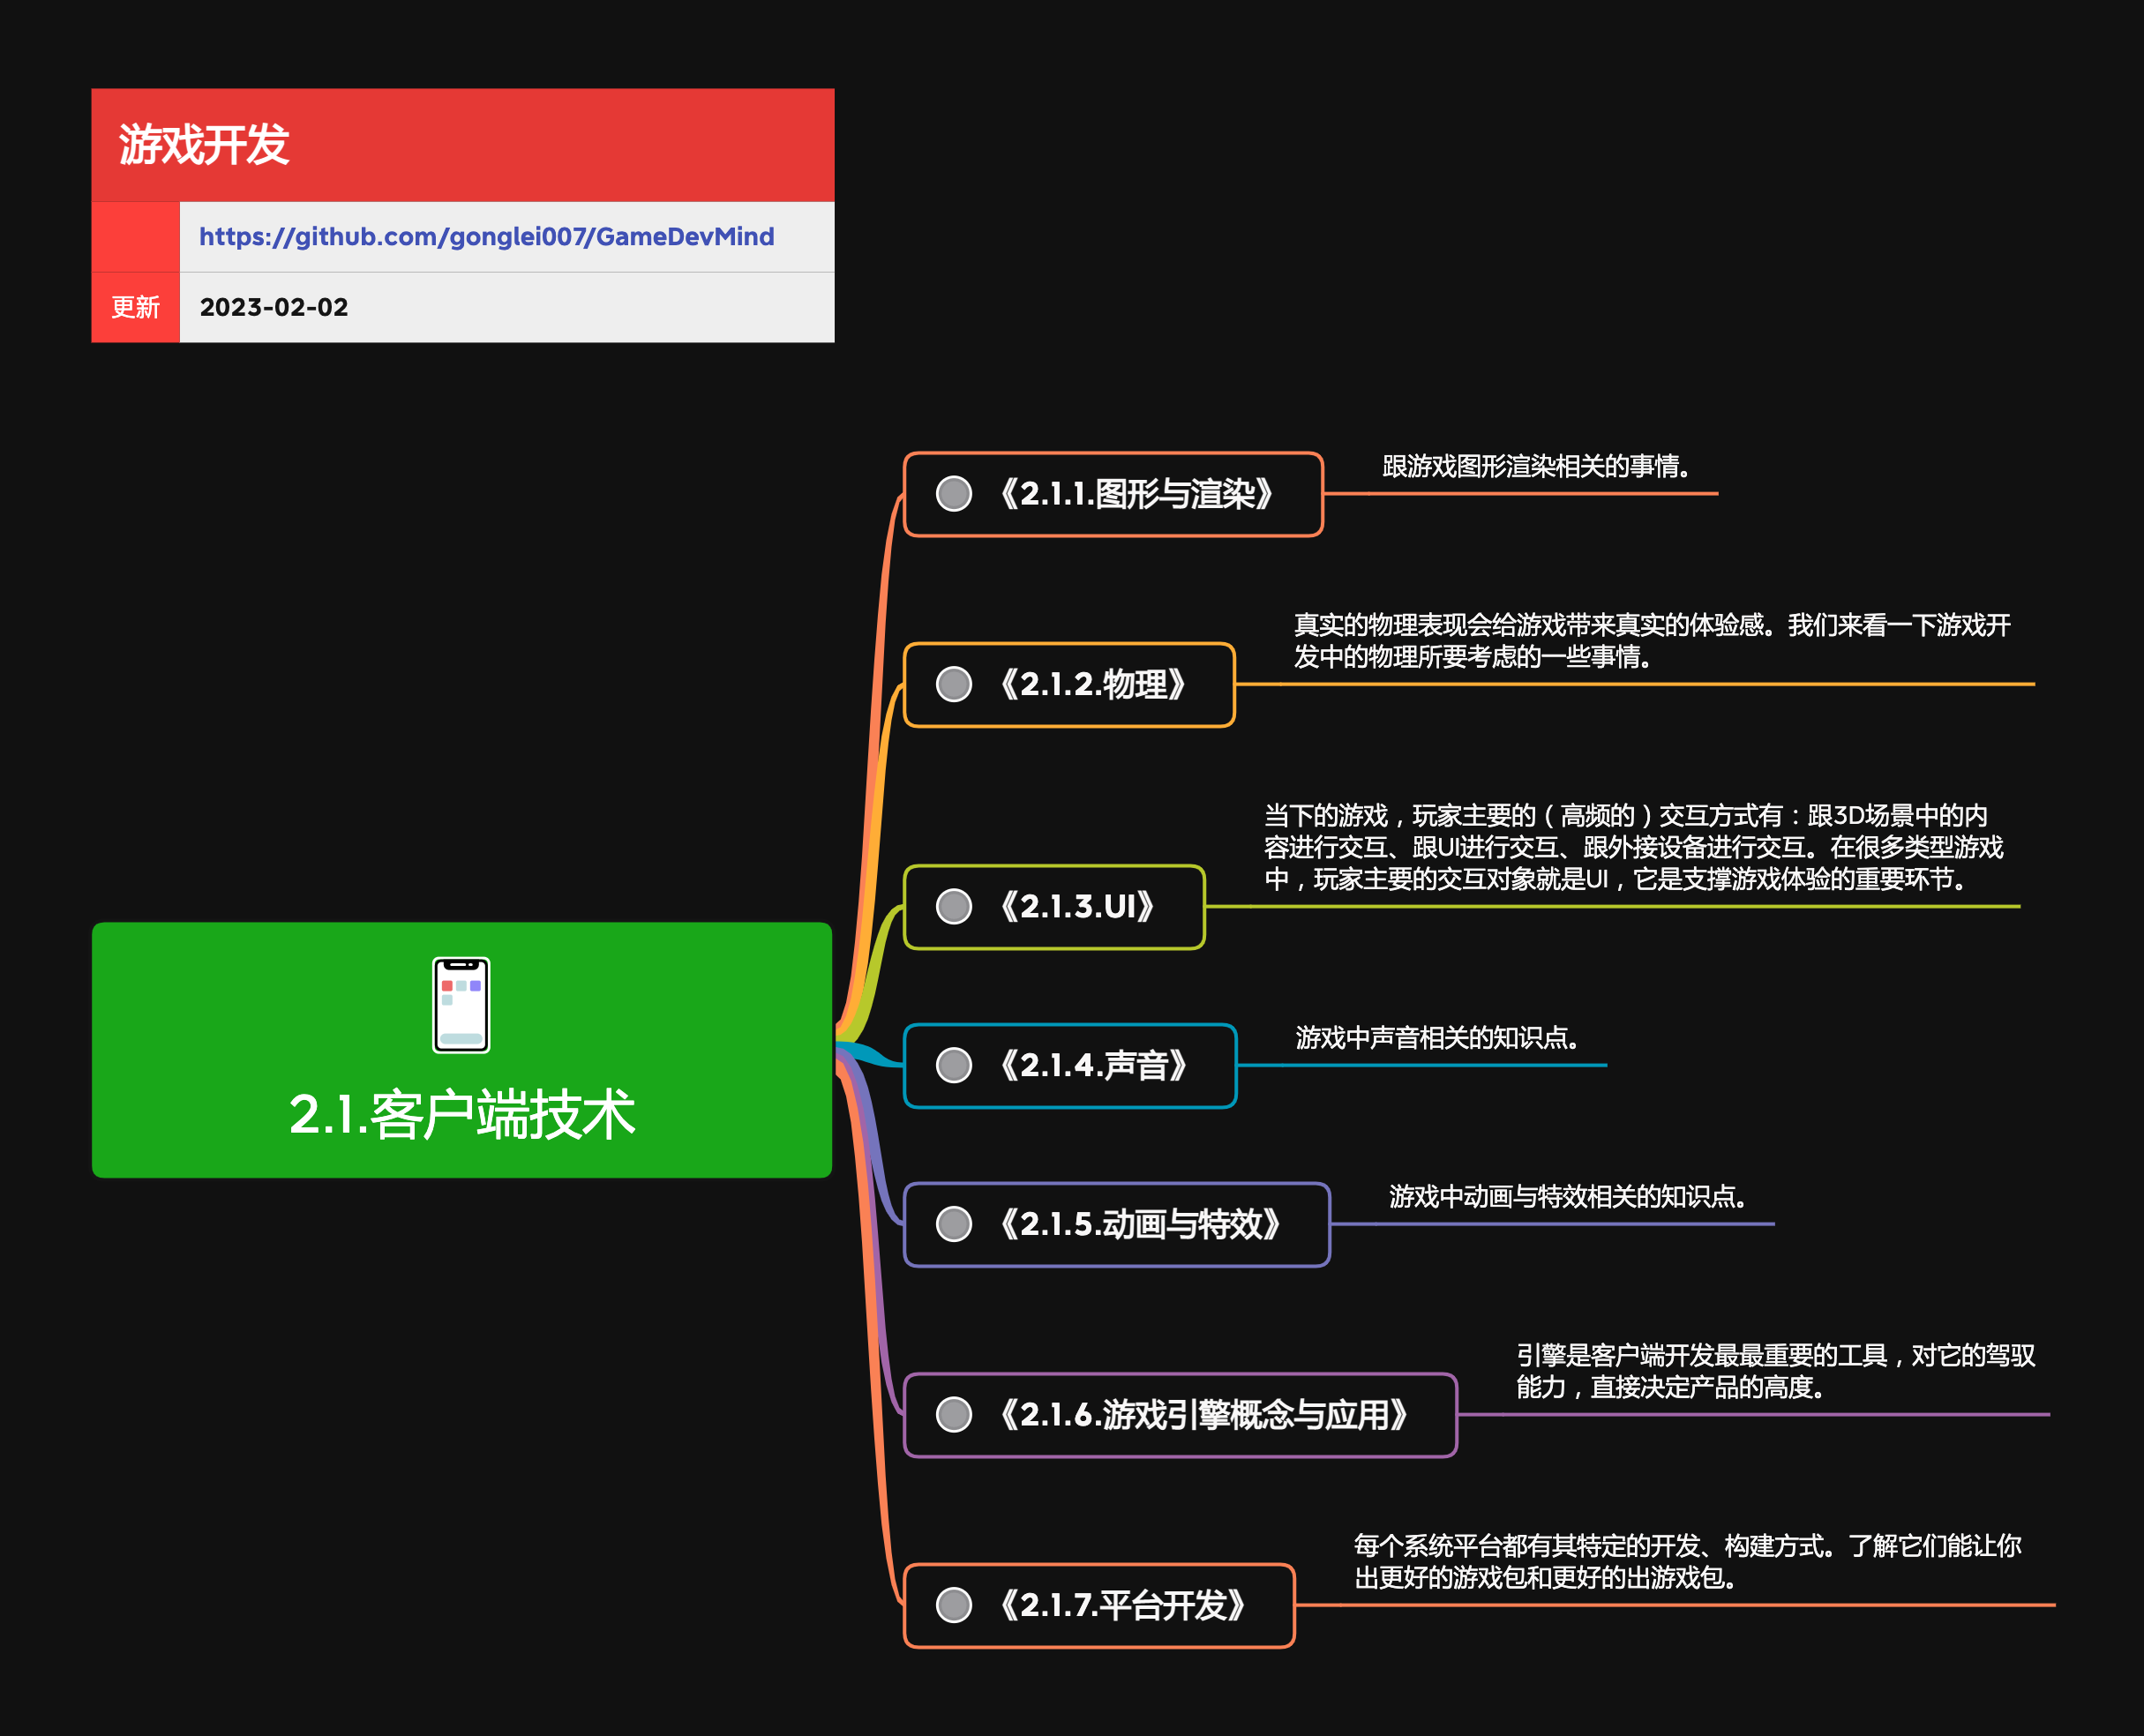 游戏开发
https://github.com/gonglei007/GameDevMind
更新
2023-02-02
2.1.客户端技术
《2.1.1.图形与渲染》
跟游戏图形渲染相关的事情。
《2.1.2.物理》
真实的物理表现会给游戏带来真实的体验感。我们来看一下游戏开
发中的物理所要考虑的一些事情。
《2.1.3.UI》
当下的游戏，玩家主要的（高频的）交互方式有：跟3D场景中的内
容进行交互、跟UI进行交互、跟外接设备进行交互。在很多类型游戏
中，玩家主要的交互对象就是UI，它是支撑游戏体验的重要环节。
《2.1.4.声音》
游戏中声音相关的知识点。
《2.1.5.动画与特效》
游戏中动画与特效相关的知识点。
《2.1.6.游戏引擎概念与应用》
引擎是客户端开发最最重要的工具，对它的驾驭
能力，直接决定产品的高度。
《2.1.7.平台开发》
每个系统平台都有其特定的开发、构建方式。了解它们能让你
出更好的游戏包和更好的出游戏包。